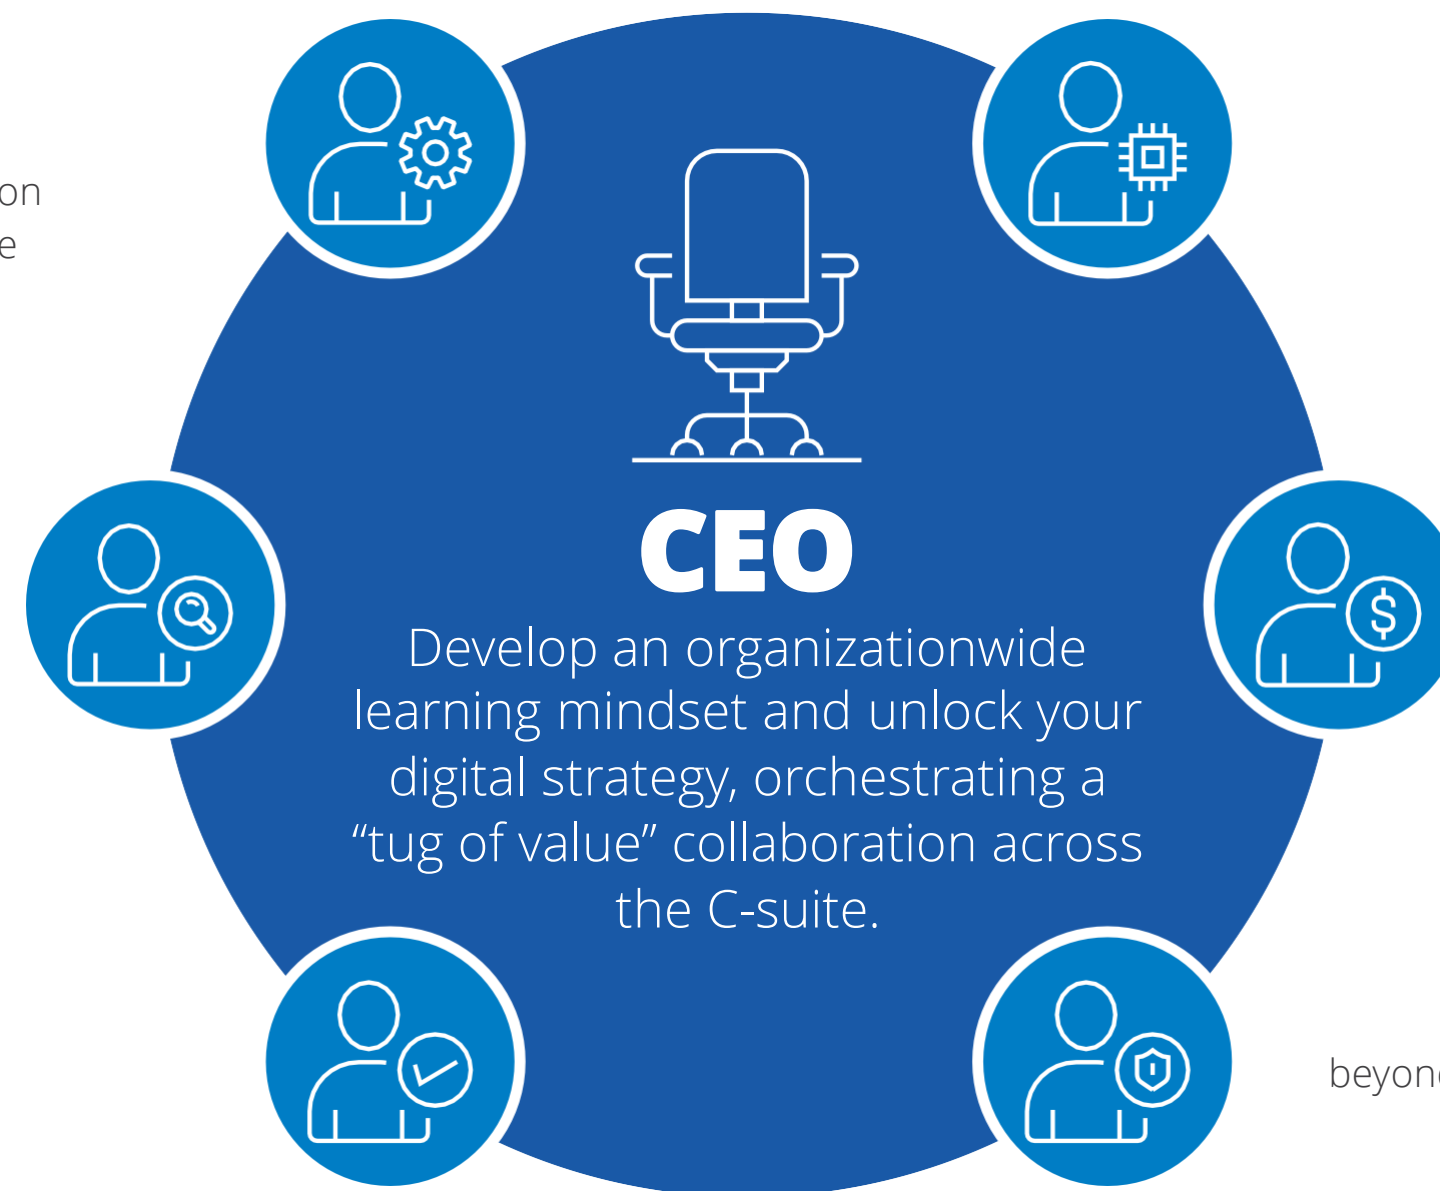 on
e
CEO
Develop an organizationwide
learning mindset and unlock your
digital strategy, orchestrating a
“tug of value” collaboration across
the C-suite.
$